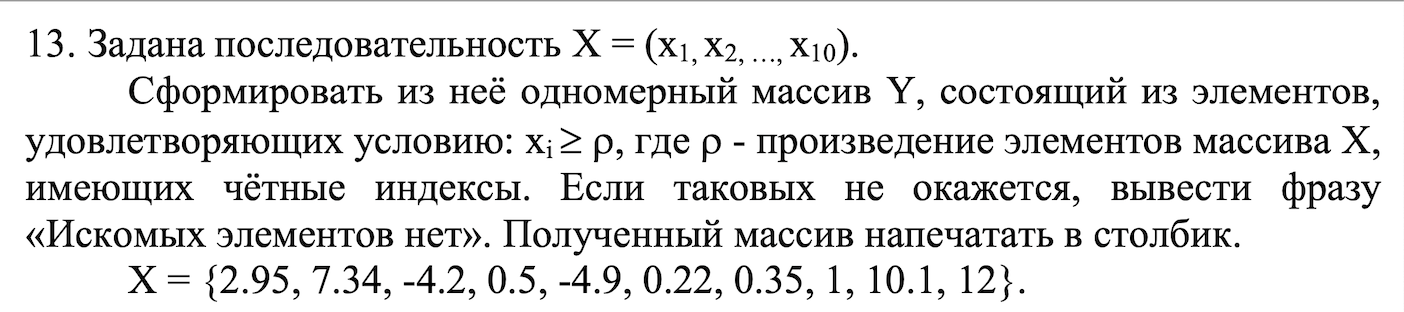 13. Задана последовательность X = (x₁, x₂, ..., x₁₀).
Сформировать из неё одномерный массив Y, состоящий из элементов,
удовлетворяющих условию: xᵢ ≥ ρ, где ρ - произведение элементов массива X,
имеющих чётные индексы. Если таковых не окажется, вывести фразу
«Искомых элементов нет». Полученный массив напечатать в столбик.
X = {2.95, 7.34, -4.2, 0.5, -4.9, 0.22, 0.35, 1, 10.1, 12}.